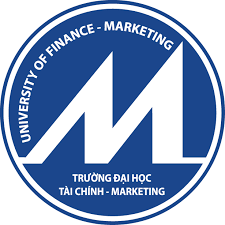 UNIVERSITY OF FINANCE - MARKETING
TRƯỜNG ĐẠI HỌC
TÀI CHÍNH - MARKETING